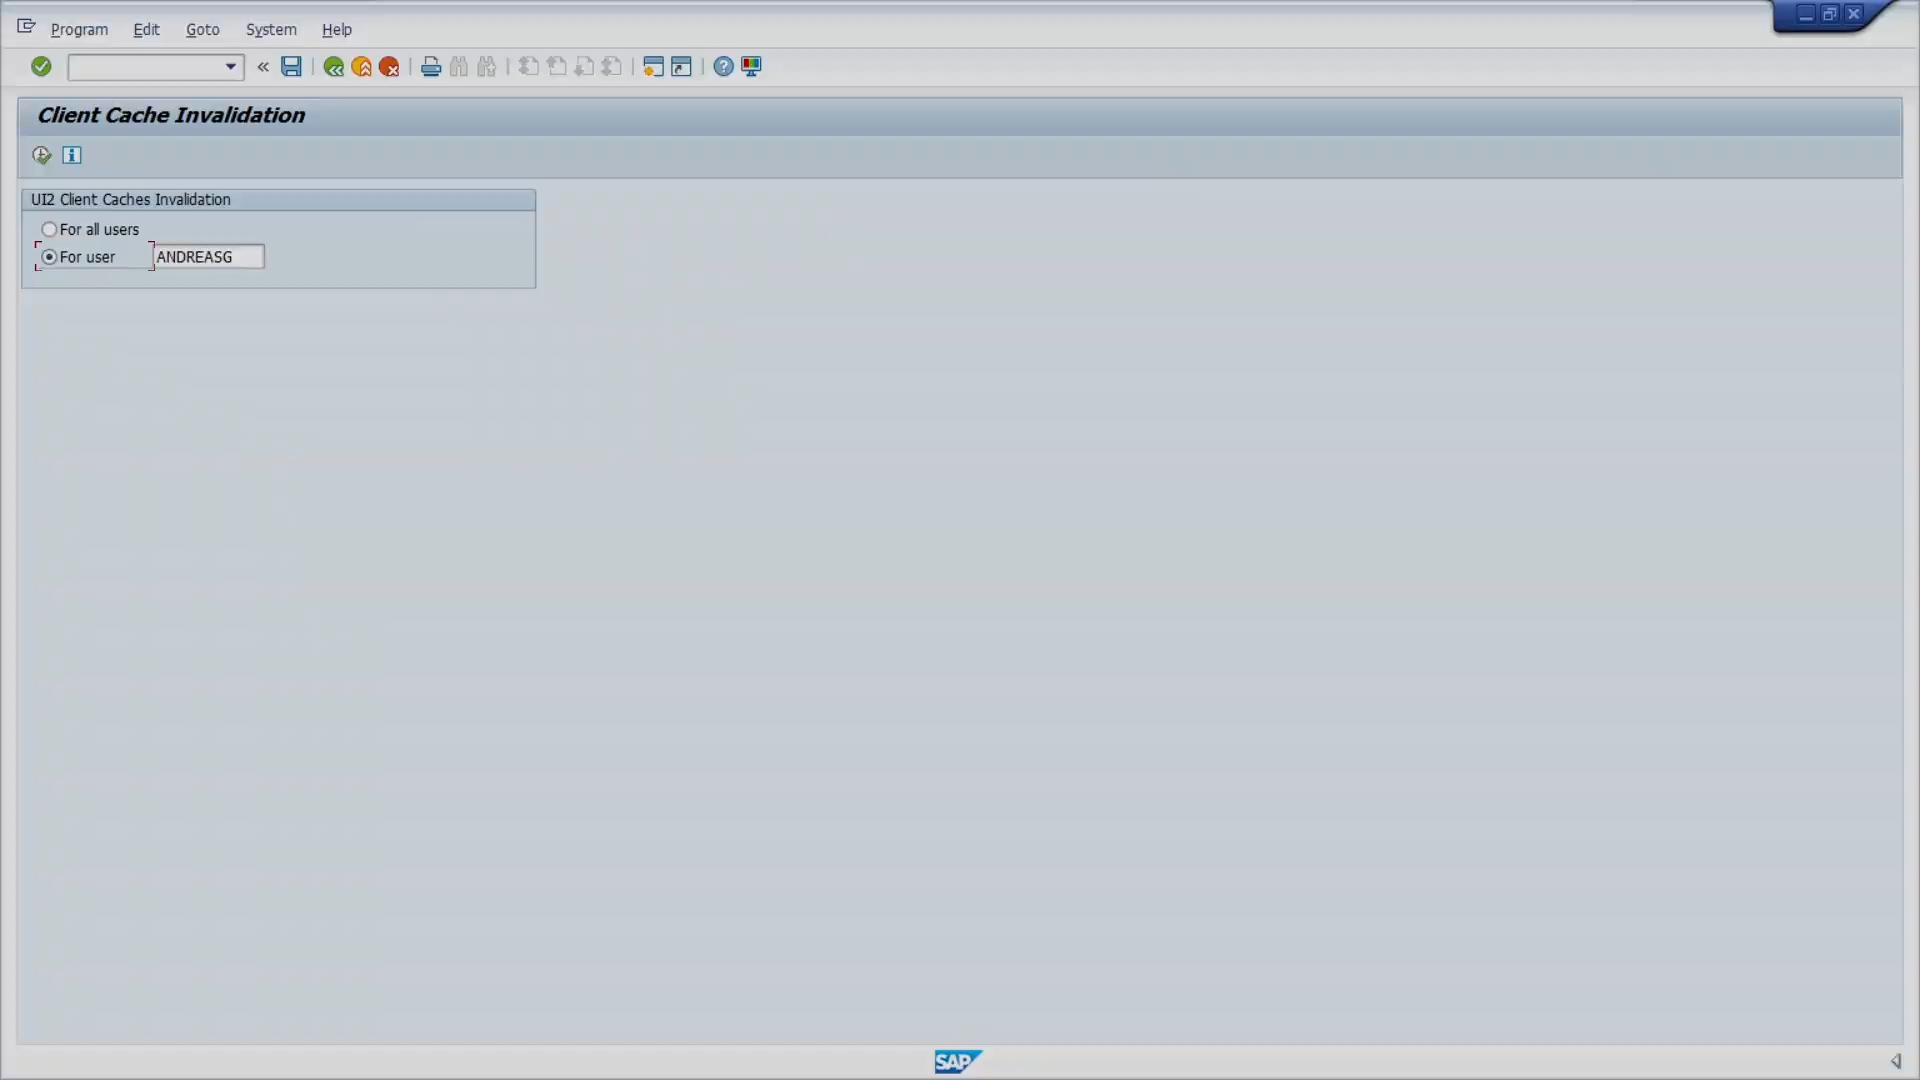 Program Edit Goto System Help
Client Cache Invalidation
UI2 Client Caches Invalidation
For all users
For user ANDREASG
SAP